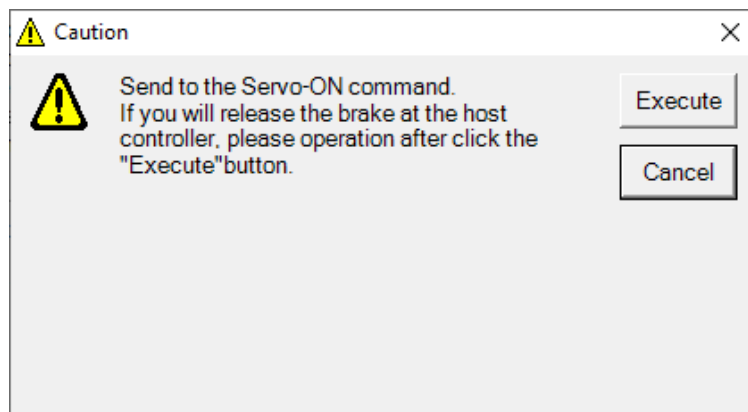 Caution
Send to the Servo-ON command.
If you will release the brake at the host
controller, please operation after click the
"Execute"button.
Execute
Cancel